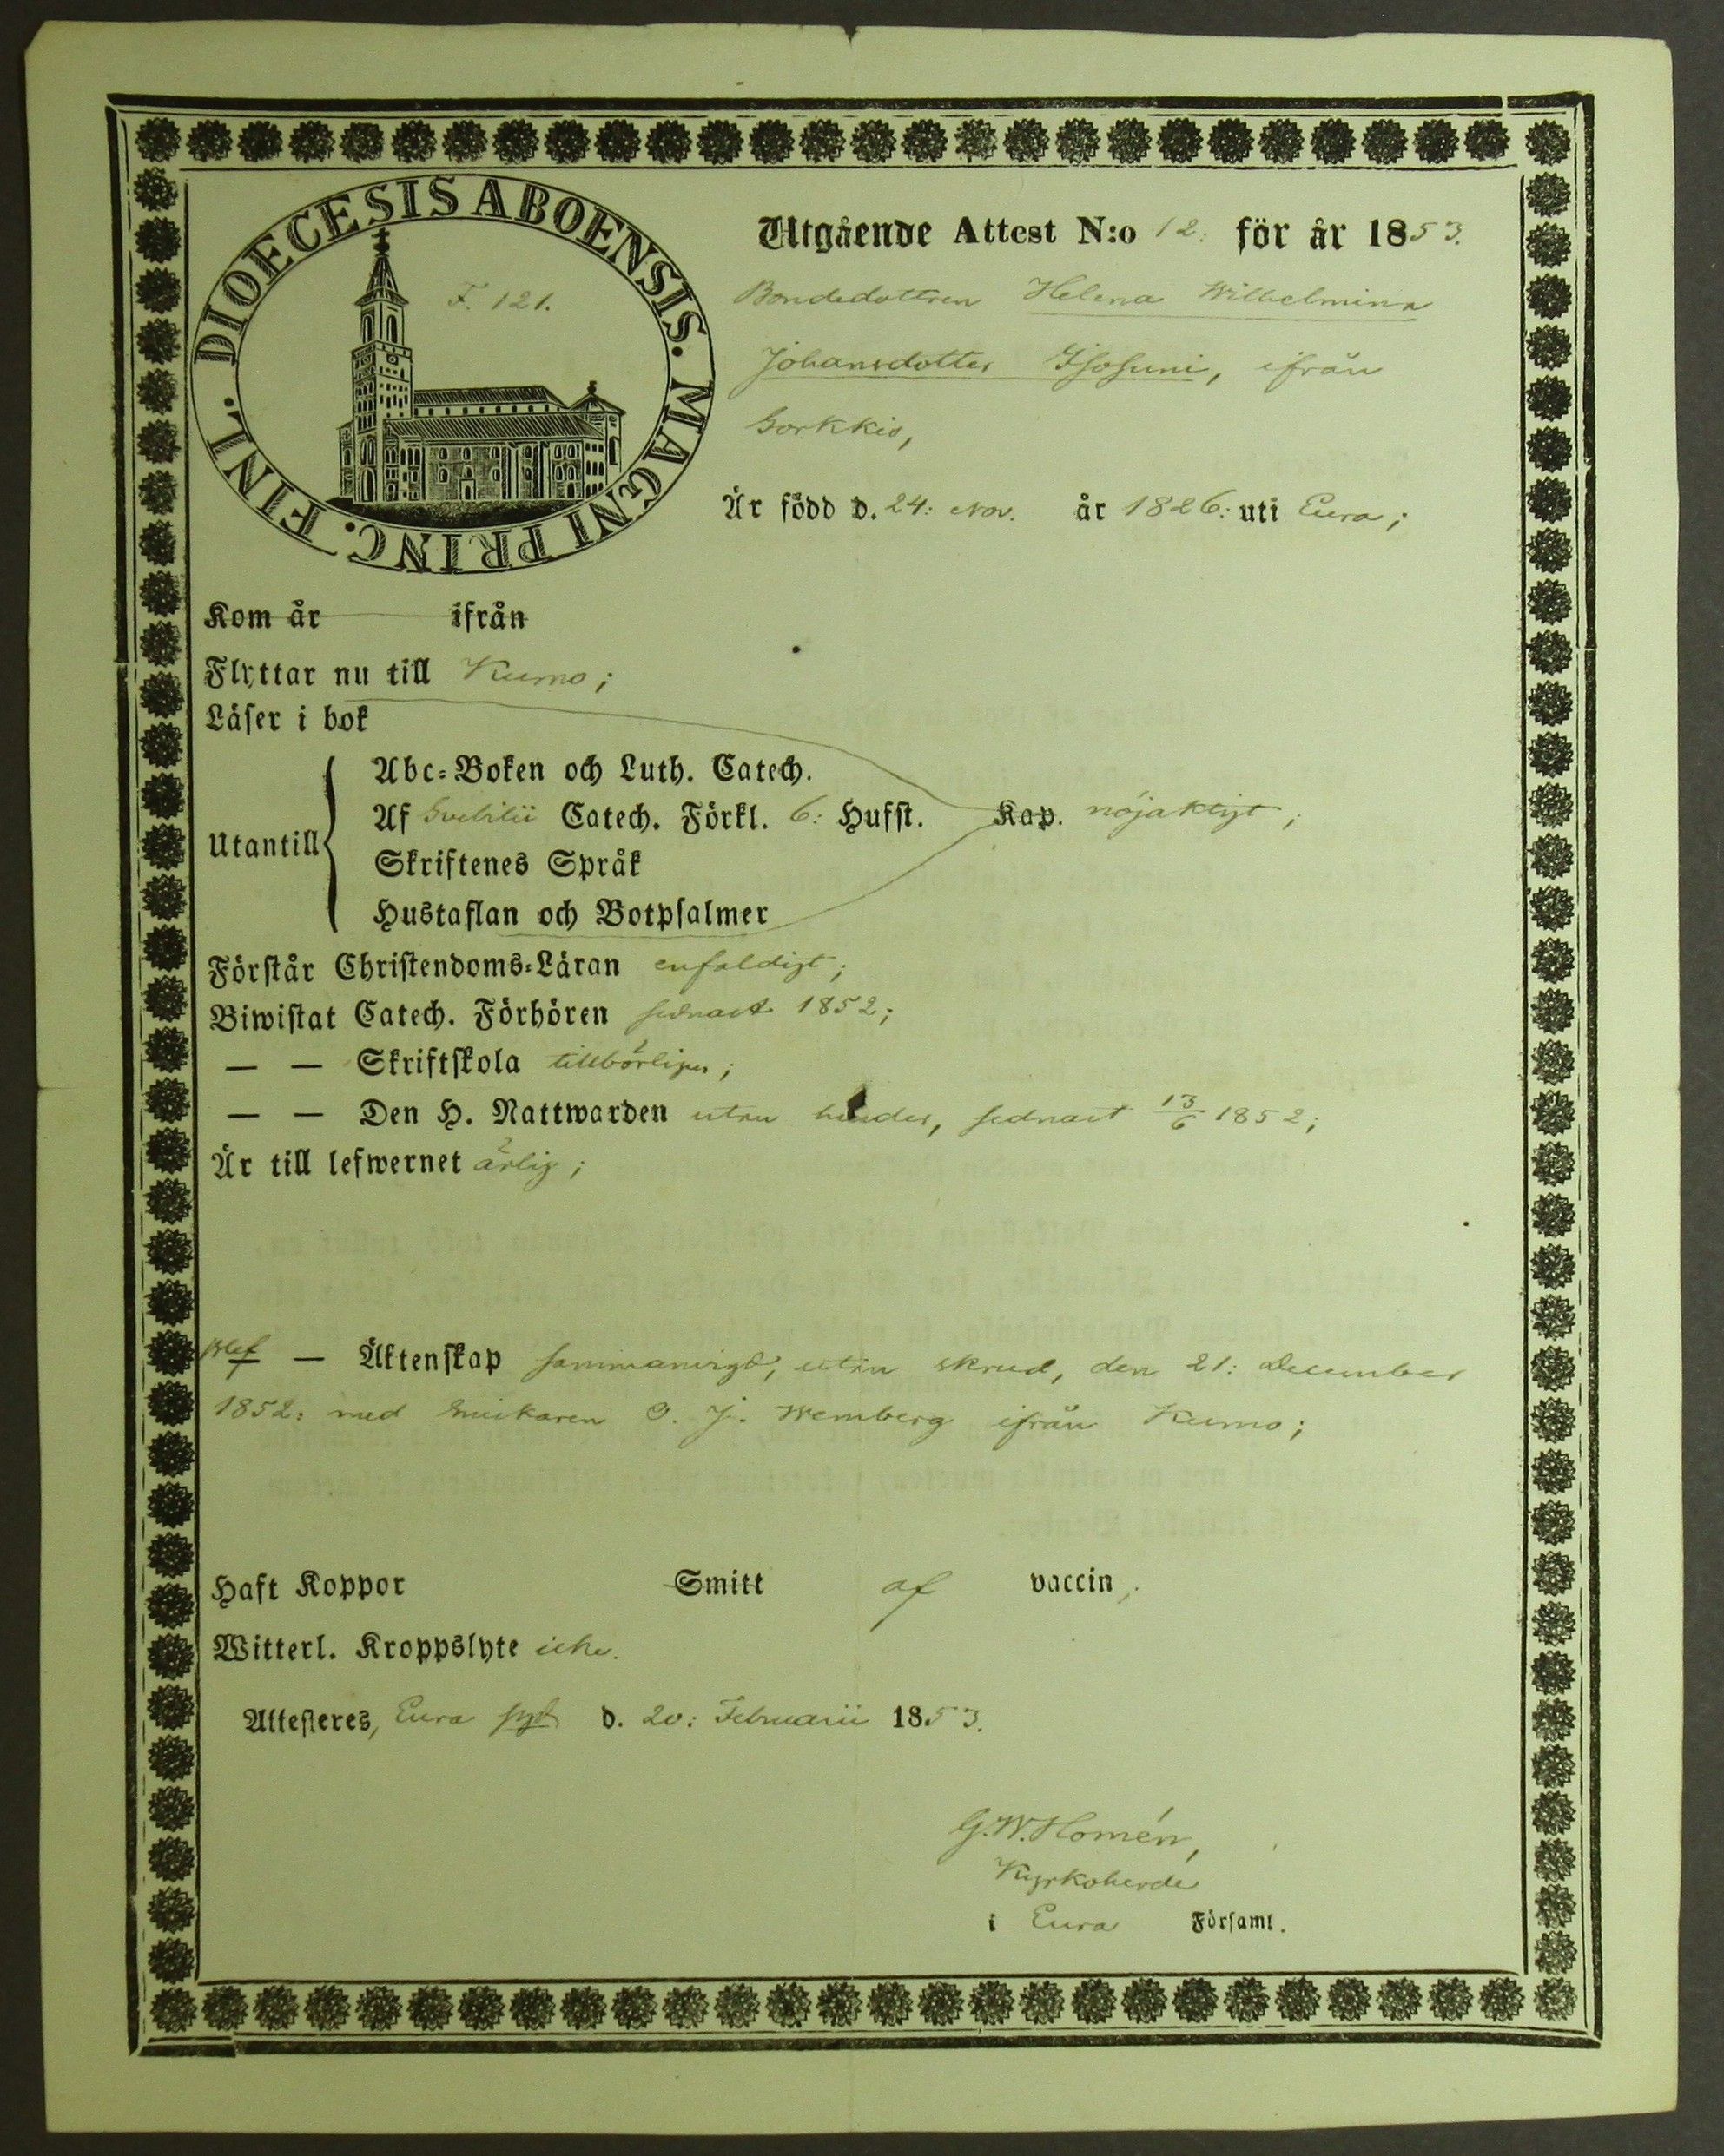 DIOECESIS ABOENSIS. MAGNI PRINC. FINL.
F. 121.
Utgående Attest N:o 12: för år 1853.
Bondedottren Helena Wilhelmina
Johansdotter Isosuni, ifrån
Sorkkis,
Är född d. 24: Nov. år 1826: uti Eura;
Kom år ifrån
Flyttar nu till Kumo;
Läser i bok
Utantill
Abc-Boken och Luth. Catech.
Af Svebilii Catech. Förkl. 6: Hufst. Kap. nöjaktigt;
Skriftenes Språk
Hustaflan och Botpsalmer
Förstår Christendoms-Läran enfaldigt;
Biwistat Catech. Förhören sednast 1852;
— — Skriftskola tillbörligen;
— — Den H. Nattwarden utan hinder, sednast 13/6 1852;
Är till lefwernet ärlig;
Blef — Äktenskap sammanvigd, utan skrud, den 21: December
1852: med O. J. Wemberg ifrån Kumo;
Haft Koppor Smitt af vaccin;
Witterl. Kroppslyte icke.
Attesteres, Eura d. 20: Februarii 1853.
G. W. Homén,
Kyrkoherde
i Eura Församl.